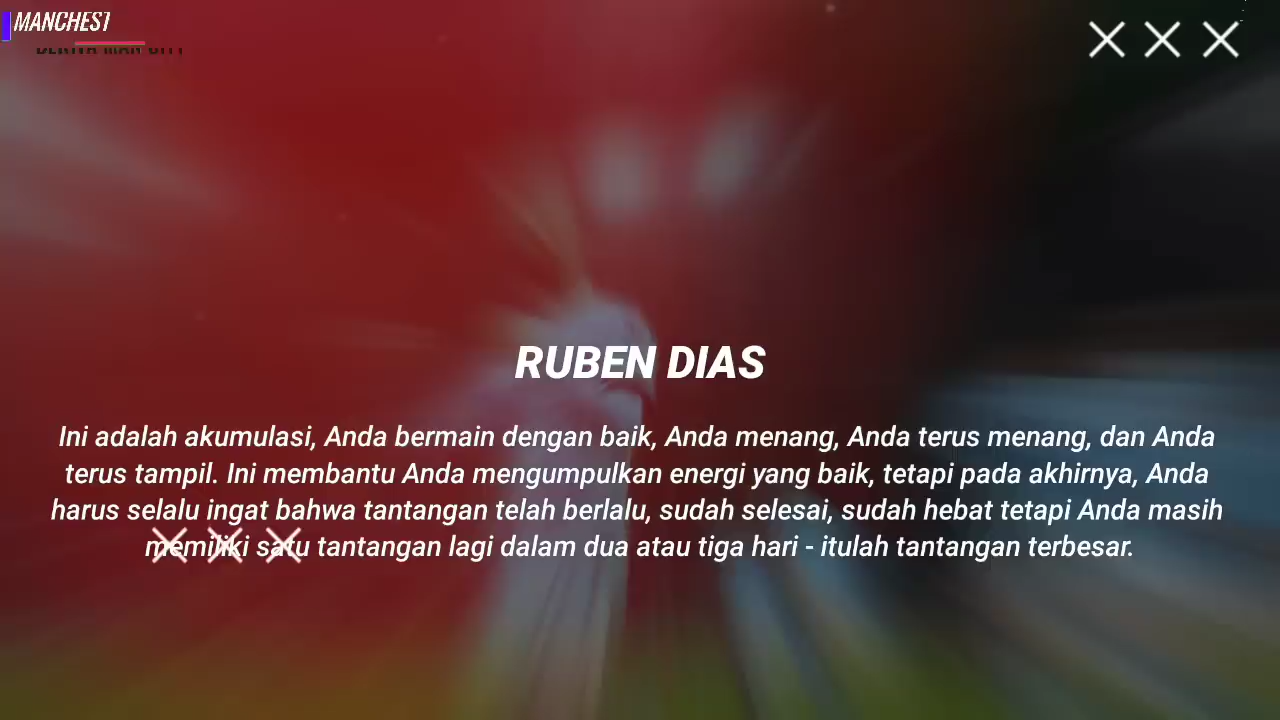 MANCHEST
RUBEN DIAS
Ini adalah akumulasi, Anda bermain dengan baik, Anda menang, Anda terus menang, dan Anda
terus tampil. Ini membantu Anda mengumpulkan energi yang baik, tetapi pada akhirnya, Anda
harus selalu ingat bahwa tantangan telah berlalu, sudah selesai, sudah hebat tetapi Anda masih
memiliki satu tantangan lagi dalam dua atau tiga hari - itulah tantangan terbesar.